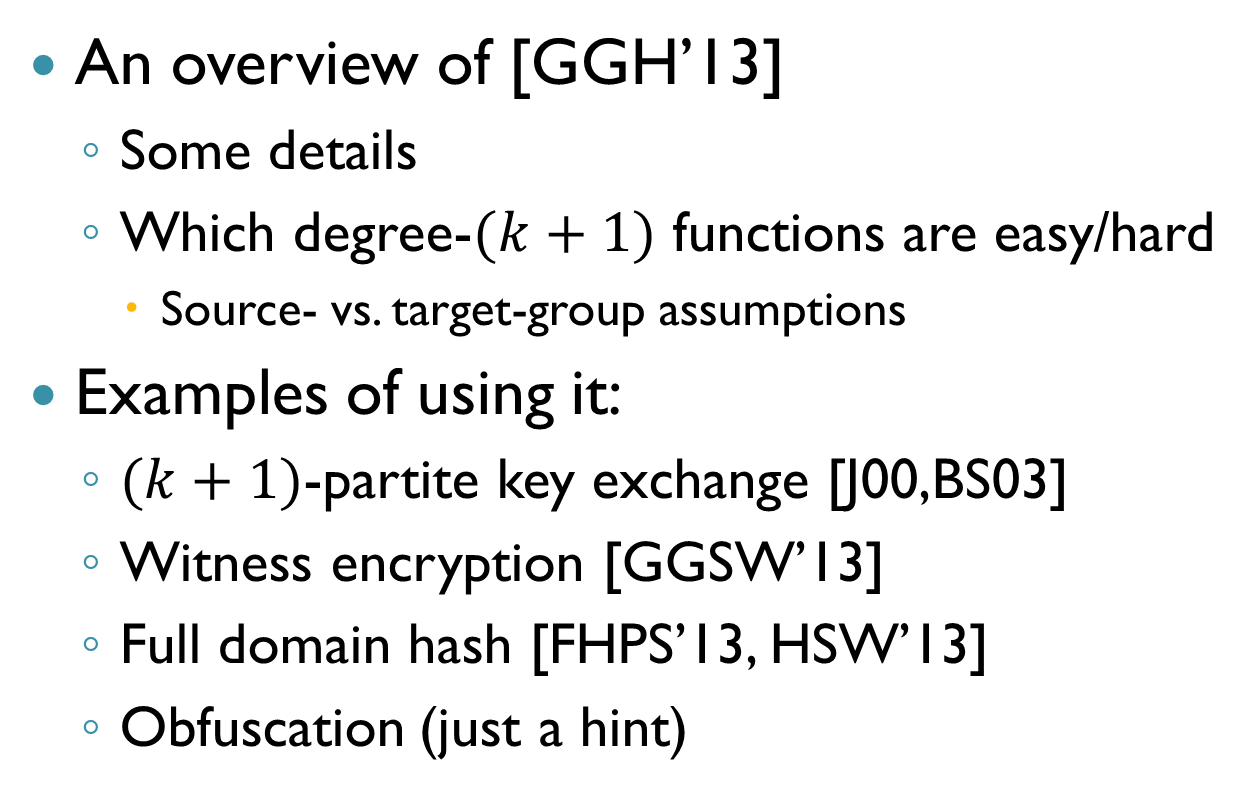 • An overview of [GGH’13]
◦ Some details
◦ Which degree-(k + 1) functions are easy/hard
• Source- vs. target-group assumptions
• Examples of using it:
◦ (k + 1)-partite key exchange [J00,BS03]
◦ Witness encryption [GGSW’13]
◦ Full domain hash [FHPS’13, HSW’13]
◦ Obfuscation (just a hint)